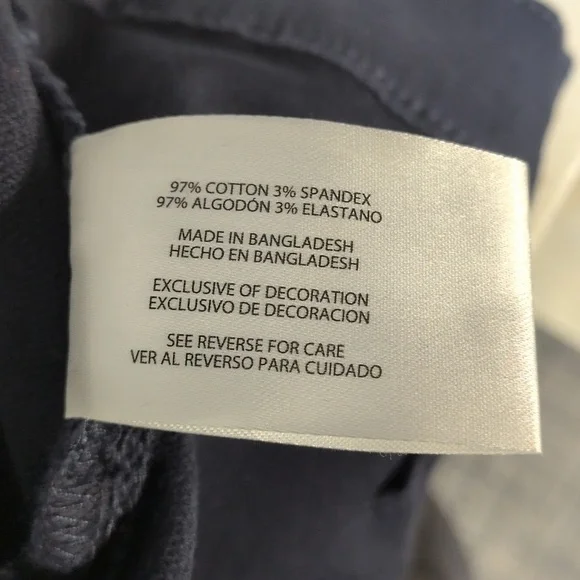 97% COTTON 3% SPANDEX
97% ALGODÓN 3% ELASTANO
MADE IN BANGLADESH
HECHO EN BANGLADESH
EXCLUSIVE OF DECORATION
EXCLUSIVO DE DECORACION
SEE REVERSE FOR CARE
VER AL REVERSO PARA CUIDADO